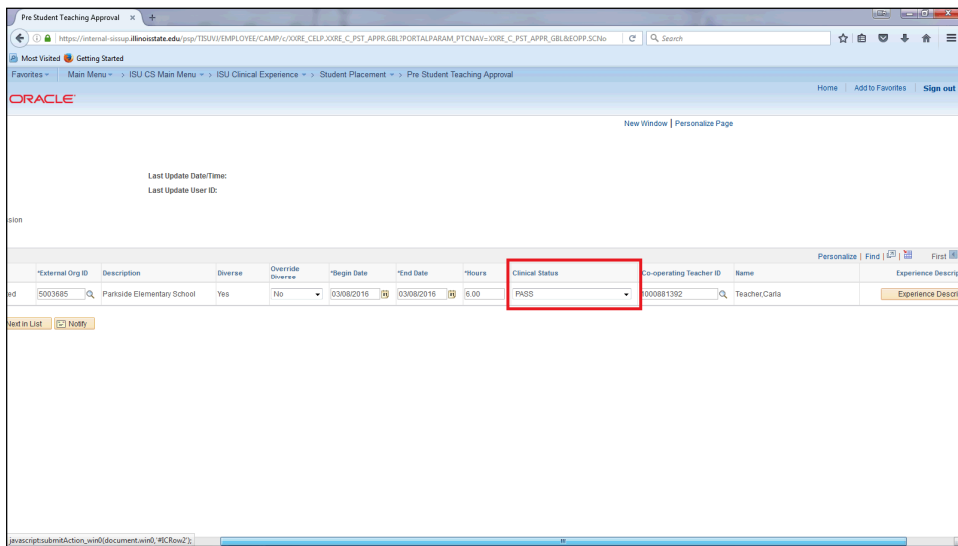 Pre Student Teaching Approval × +
https://internal-sissup.illinoisstate.edu/psp/TISUVJ/EMPLOYEE/CAMP/c/XXRE_CELP.XXRE_C_PST_APPR.GBL?PORTALPARAM_PTCNAV=XXRE_C_PST_APPR_GBL&EOPP.SCNo Search
Most Visited Getting Started
Favorites Main Menu > ISU CS Main Menu > ISU Clinical Experience > Student Placement > Pre Student Teaching Approval
Home Add to Favorites Sign out
ORACLE
New Window | Personalize Page
Last Update Date/Time:
Last Update User ID:
sion
Personalize | Find | First
*External Org ID Description Diverse Override Diverse *Begin Date *End Date *Hours Clinical Status Co-operating Teacher ID Name Experience Descrip
ed 5003685 Parkside Elementary School Yes No 03/08/2016 03/08/2016 6.00 PASS 1000881392 Teacher,Carla Experience Descri
Next in List Notify
javascript:submitAction_win0(document.win0,'#ICRow2');